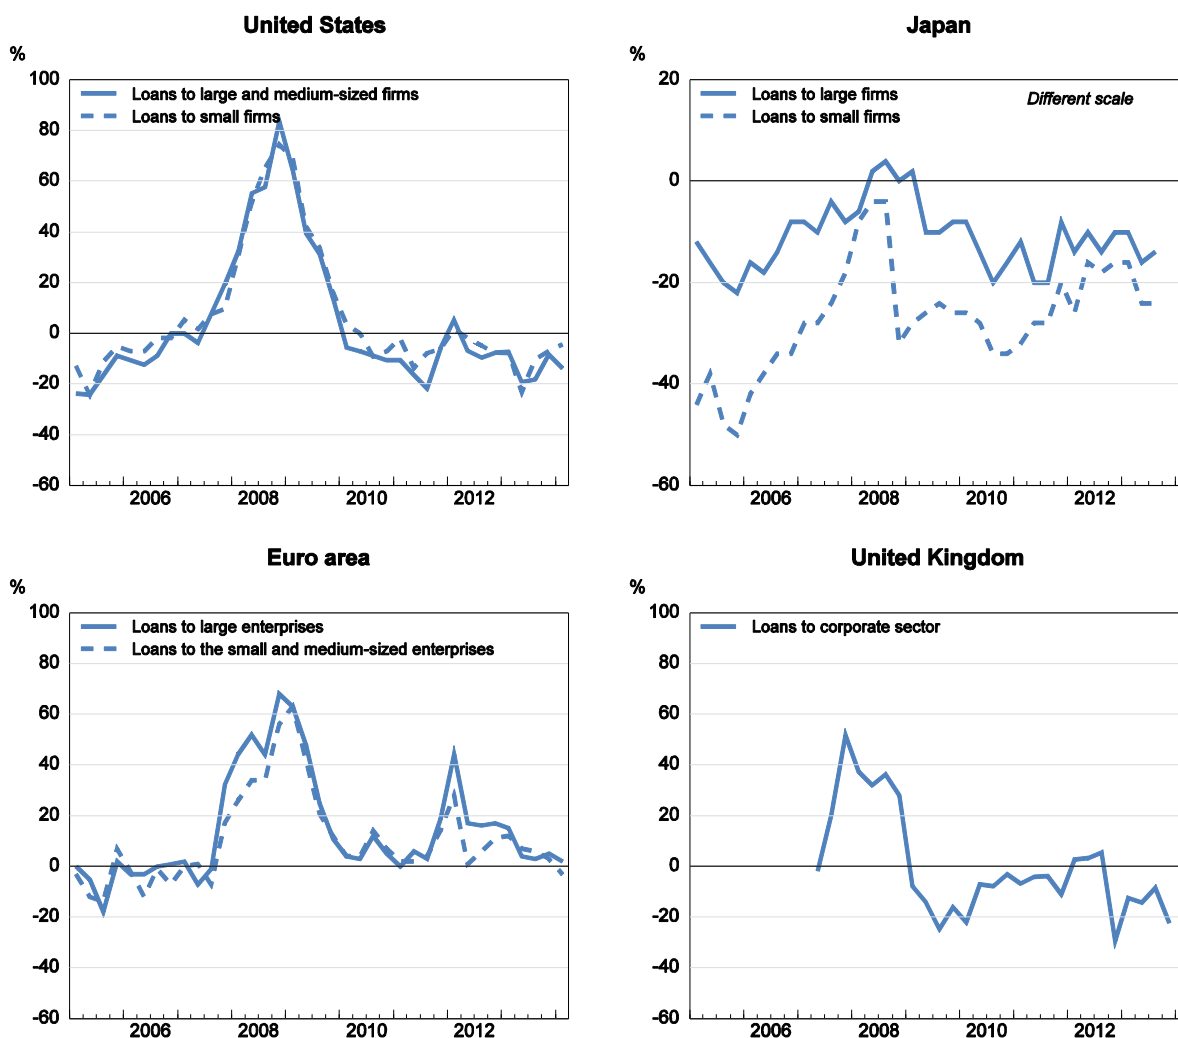 United States
%
100
80
60
40
20
0
-20
-40
-60
Loans to large and medium-sized firms
Loans to small firms
2006 2008 2010 2012
Japan
%
20
0
-20
-40
-60
Loans to large firms
Loans to small firms
Different scale
2006 2008 2010 2012
Euro area
%
100
80
60
40
20
0
-20
-40
-60
Loans to large enterprises
Loans to the small and medium-sized enterprises
2006 2008 2010 2012
United Kingdom
%
100
80
60
40
20
0
-20
-40
-60
Loans to corporate sector
2006 2008 2010 2012